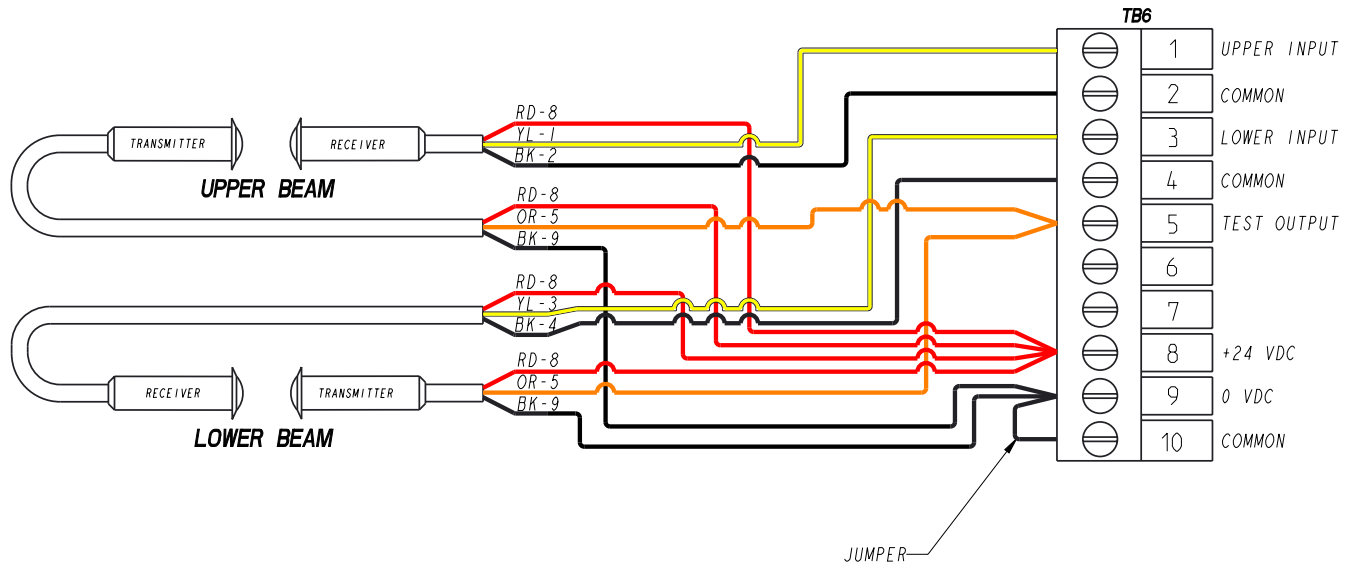 TB6
1 UPPER INPUT
2 COMMON
3 LOWER INPUT
4 COMMON
5 TEST OUTPUT
6
7
8 +24 VDC
9 0 VDC
10 COMMON
RD-8
YL-1
BK-2
TRANSMITTER
RECEIVER
UPPER BEAM
RD-8
OR-5
BK-9
RD-8
YL-3
BK-4
RD-8
OR-5
BK-9
RECEIVER
TRANSMITTER
LOWER BEAM
JUMPER